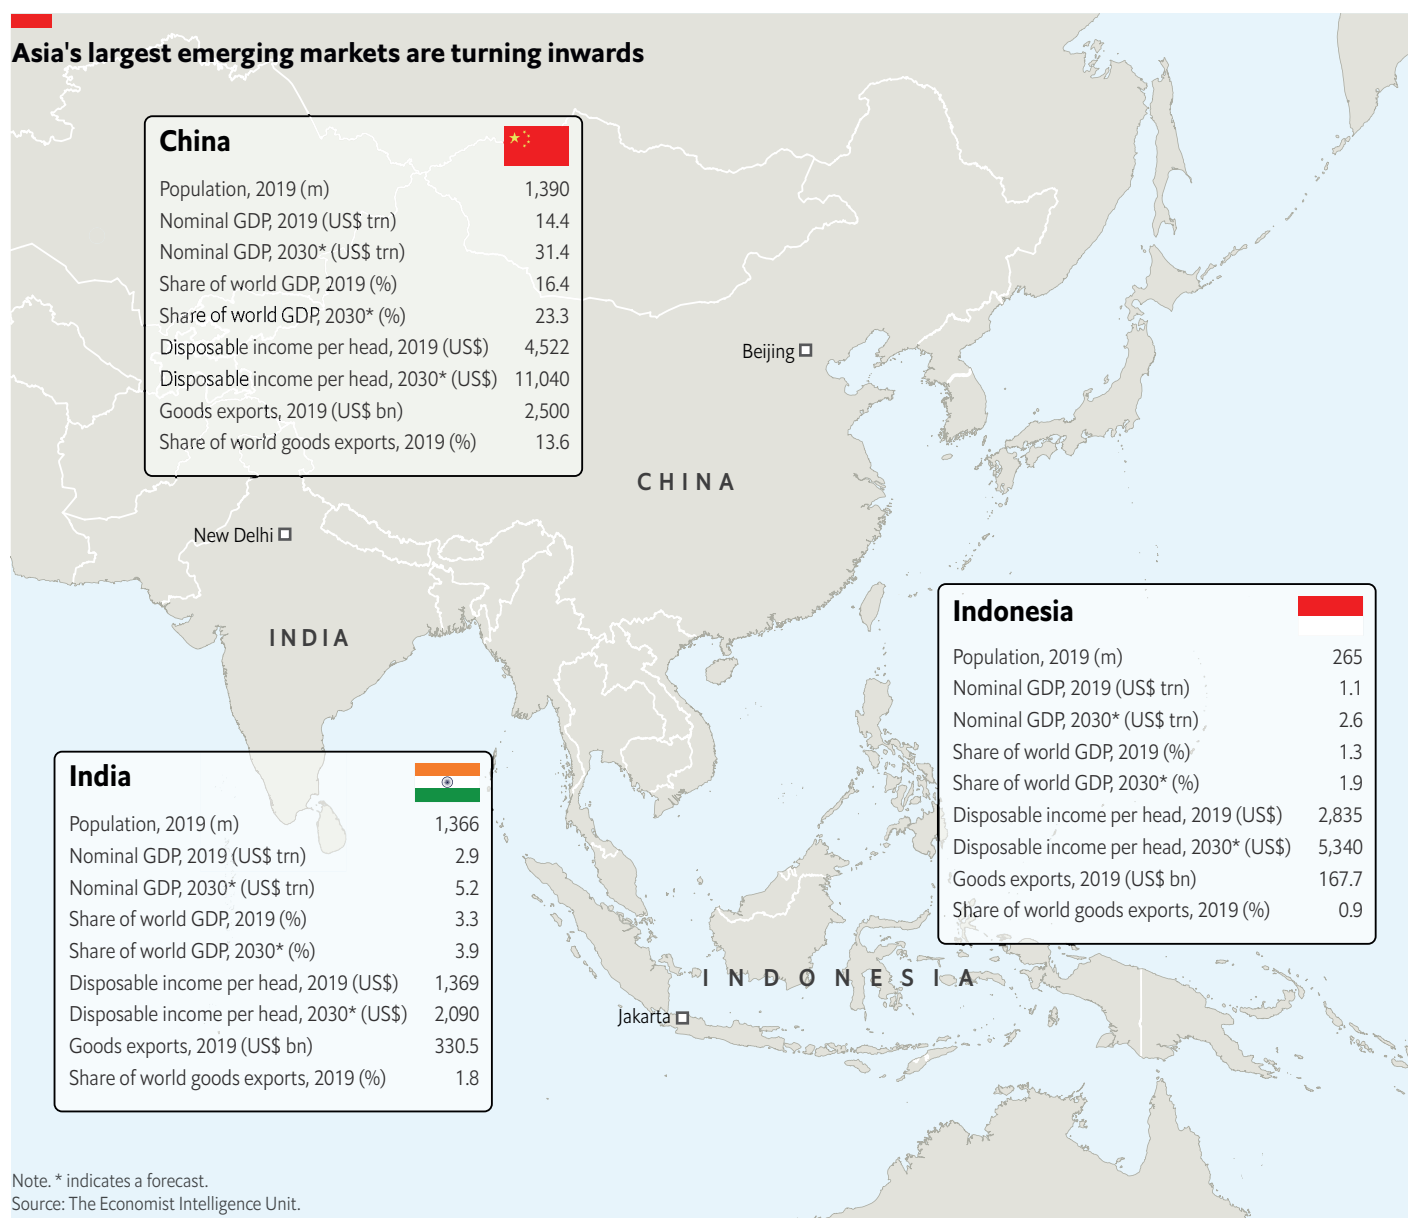 Asia's largest emerging markets are turning inwards
China
Population, 2019 (m) 1,390
Nominal GDP, 2019 (US$ trn) 14.4
Nominal GDP, 2030* (US$ trn) 31.4
Share of world GDP, 2019 (%) 16.4
Share of world GDP, 2030* (%) 23.3
Disposable income per head, 2019 (US$) 4,522
Disposable income per head, 2030* (US$) 11,040
Goods exports, 2019 (US$ bn) 2,500
Share of world goods exports, 2019 (%) 13.6
Beijing
CHINA
New Delhi
INDIA
Indonesia
Population, 2019 (m) 265
Nominal GDP, 2019 (US$ trn) 1.1
Nominal GDP, 2030* (US$ trn) 2.6
Share of world GDP, 2019 (%) 1.3
Share of world GDP, 2030* (%) 1.9
Disposable income per head, 2019 (US$) 2,835
Disposable income per head, 2030* (US$) 5,340
Goods exports, 2019 (US$ bn) 167.7
Share of world goods exports, 2019 (%) 0.9
India
Population, 2019 (m) 1,366
Nominal GDP, 2019 (US$ trn) 2.9
Nominal GDP, 2030* (US$ trn) 5.2
Share of world GDP, 2019 (%) 3.3
Share of world GDP, 2030* (%) 3.9
Disposable income per head, 2019 (US$) 1,369
Disposable income per head, 2030* (US$) 2,090
Goods exports, 2019 (US$ bn) 330.5
Share of world goods exports, 2019 (%) 1.8
INDONESIA
Jakarta
Note. * indicates a forecast.
Source: The Economist Intelligence Unit.